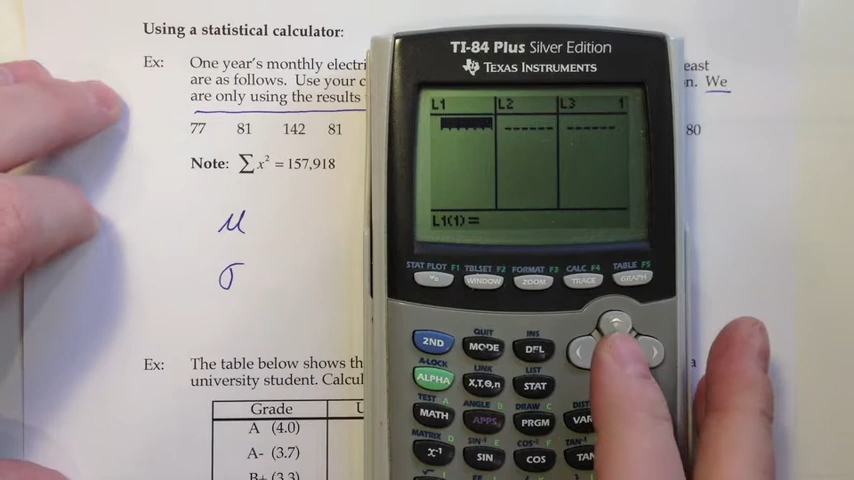 Using a statistical calculator:
Ex: One year's monthly electri east
are as follows. Use your c n. We
are only using the results
77 81 142 81 80
Note: ∑x² = 157,918
μ
σ
Ex: The table below shows th a
university student. Calcul
Grade U
A (4.0)
A- (3.7)
B+ (3.3)
TI-84 Plus Silver Edition
TEXAS INSTRUMENTS
L1 L2 L3 1
------ ------
L1(1)=
STAT PLOT F1 TBLSET F2 FORMAT F3 CALC F4 TABLE F5
Y= WINDOW ZOOM TRACE GRAPH
QUIT INS
2ND MODE DEL
A-LOCK LINK LIST
ALPHA X,T,Θ,n STAT
TEST A ANGLE B DRAW C DIST
MATH APPS PRGM VAR
MATRIX D SIN⁻¹ E COS⁻¹ F TAN⁻¹
x⁻¹ SIN COS TAN